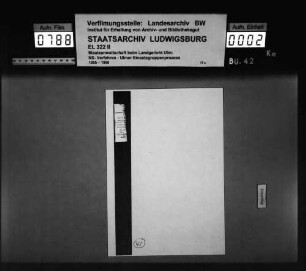 Aufn. Film
0788
Verfilmungsstelle: Landesarchiv BW
Institut für Erhaltung von Archiv- und Bibliotheksgut
STAATSARCHIV LUDWIGSBURG
EL 322 II
Staatsanwaltschaft beim Landgericht Ulm:
NS-Verfahren - Ulmer Einsatzgruppenprozess
Aufn. Einheit
0002
Bü. 42